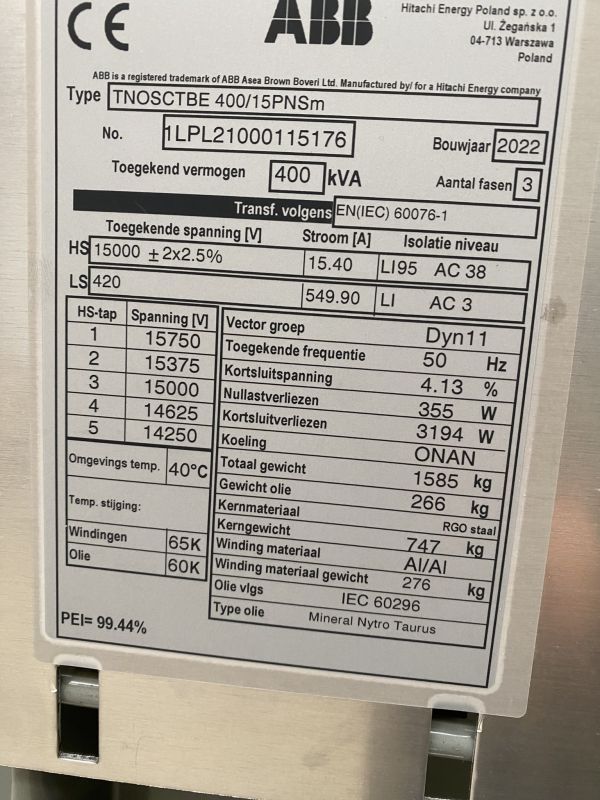 CE ABB
Hitachi Energy Poland sp. z o.o.
Ul. Żegańska 1
04-713 Warszawa
Poland
ABB is a registered trademark of ABB Asea Brown Boveri Ltd. Manufactured by/ for a Hitachi Energy company
Type TNOSCTBE 400/15PNSm
No. 1LPL21000115176 Bouwjaar 2022
Toegekend vermogen 400 kVA Aantal fasen 3
Transf. volgens EN(IEC) 60076-1
Toegekende spanning [V] Stroom [A] Isolatie niveau
HS 15000 ±2x2.5% 15.40 LI95 AC 38
LS 420 549.90 LI AC 3
HS-tap Spanning [V]
1 15750
2 15375
3 15000
4 14625
5 14250
Omgevings temp. 40°C
Temp. stijging:
Windingen 65K
Olie 60K
PEI= 99.44%
Vector groep Dyn11
Toegekende frequentie 50 Hz
Kortsluitspanning 4.13 %
Nullastverliezen 355 W
Kortsluitverliezen 3194 W
Koeling ONAN
Totaal gewicht 1585 kg
Gewicht olie 266 kg
Kernmateriaal RGO staal
Kerngewicht 747 kg
Winding materiaal Al/Al
Winding materiaal gewicht 276 kg
Olie vlgs IEC 60296
Type olie Mineral Nytro Taurus